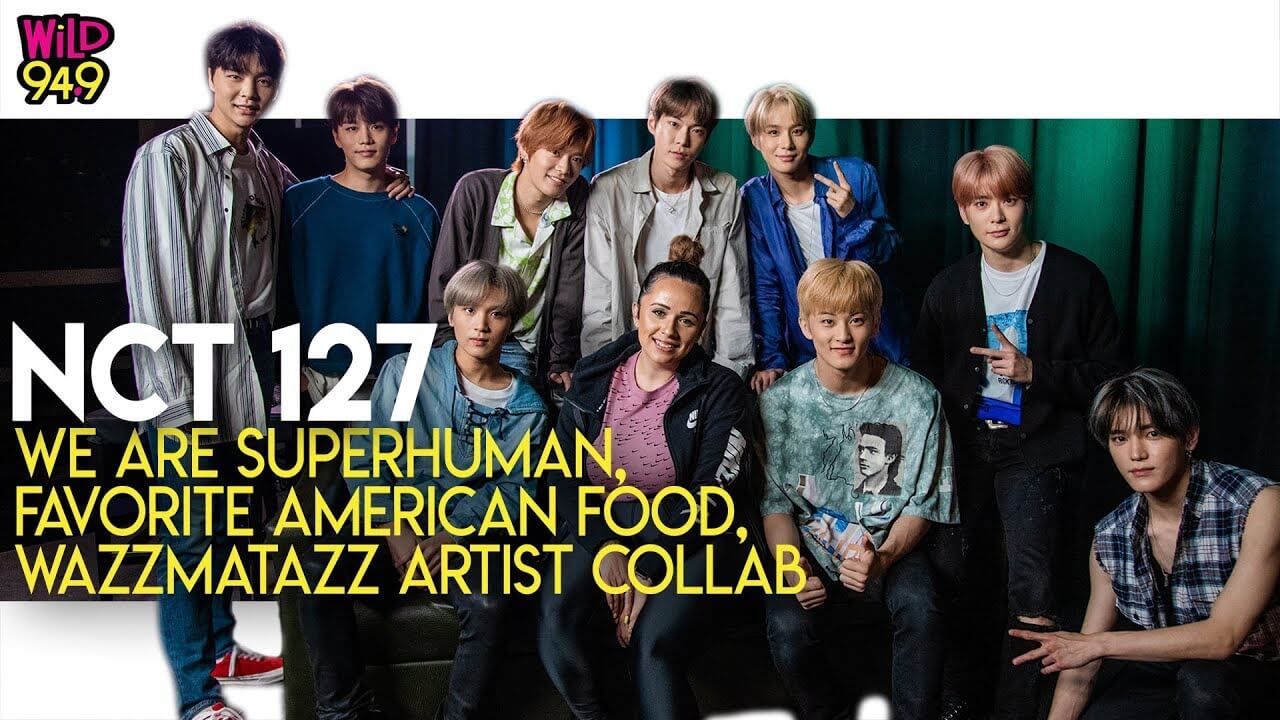 WiLD
94.9
NCT 127
WE ARE SUPERHUMAN,
FAVORITE AMERICAN FOOD,
WAZZMATAZZ ARTIST COLLAB